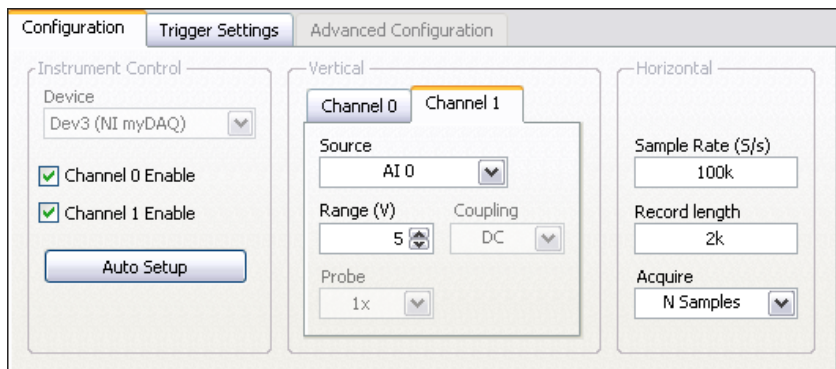 Configuration
Trigger Settings
Advanced Configuration
Instrument Control
Device
Dev3 (NI myDAQ)
Channel 0 Enable
Channel 1 Enable
Auto Setup
Vertical
Channel 0
Channel 1
Source
AI 0
Range (V)
5
Coupling
DC
Probe
1x
Horizontal
Sample Rate (S/s)
100k
Record length
2k
Acquire
N Samples